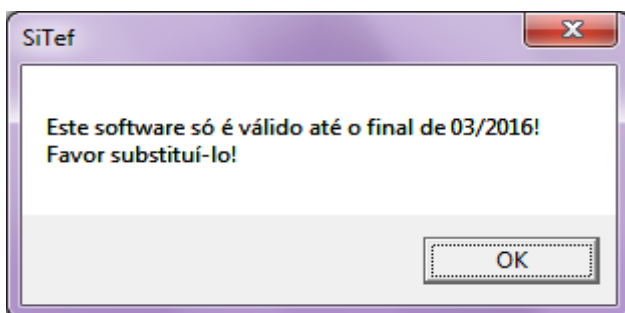 SiTef
Este software só é válido até o final de 03/2016!
Favor substituí-lo!
OK